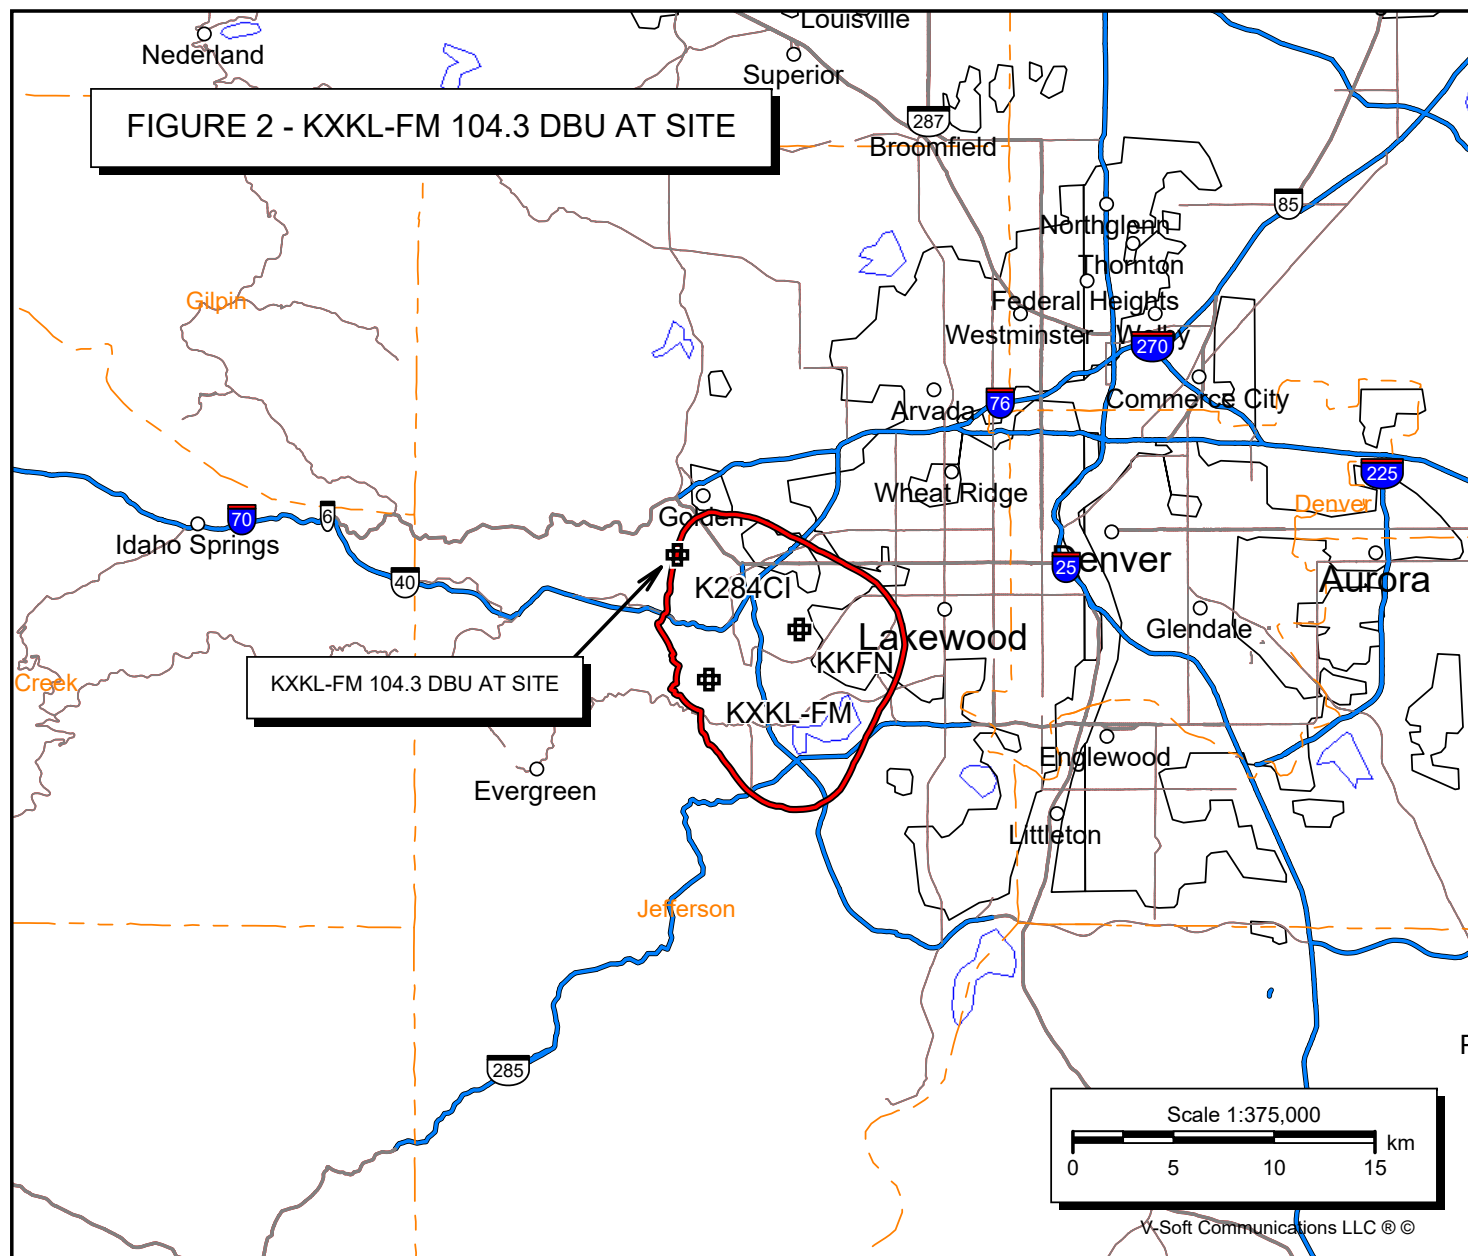 Louisville
Nederland
Superior
FIGURE 2 - KXKL-FM 104.3 DBU AT SITE
287
Broomfield
85
Northglenn
Thornton
Gilpin
Federal Heights
Westminster
Welby
270
Arvada
76
Commerce City
225
Wheat Ridge
Denver
Golden
70
6
Idaho Springs
Denver
25
40
K284CI
Aurora
Lakewood
Glendale
KKFN
Creek
KXKL-FM 104.3 DBU AT SITE
KXKL-FM
Englewood
Evergreen
Littleton
Jefferson
285
Scale 1:375,000
km
0 5 10 15
V-Soft Communications LLC ® ©